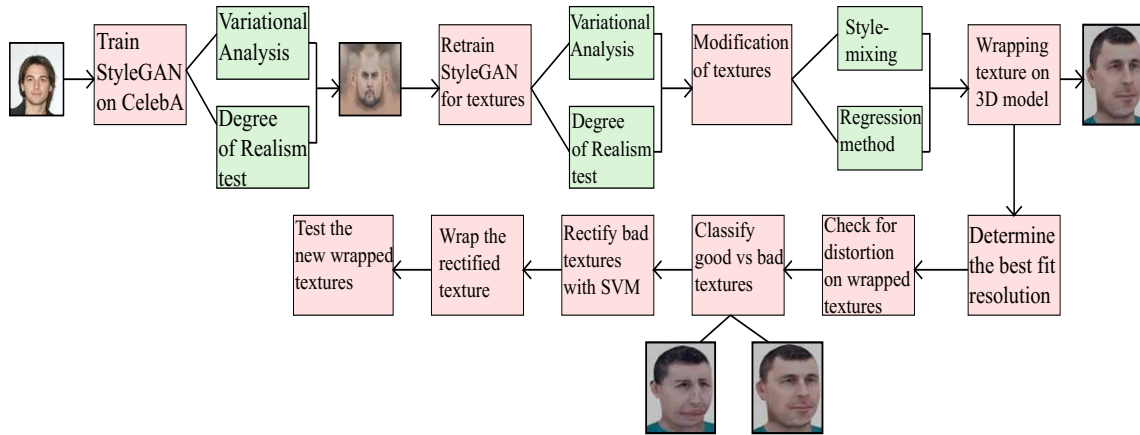 Train
StyleGAN
on CelebA
Variational
Analysis
Degree
of Realism
test
Retrain
StyleGAN
for textures
Variational
Analysis
Degree
of Realism
test
Modification
of textures
Style-
mixing
Regression
method
Wrapping
texture on
3D model
Determine
the best fit
resolution
Check for
distortion
on wrapped
textures
Classify
good vs bad
textures
Rectify bad
textures
with SVM
Wrap the
rectified
texture
Test the
new wrapped
textures